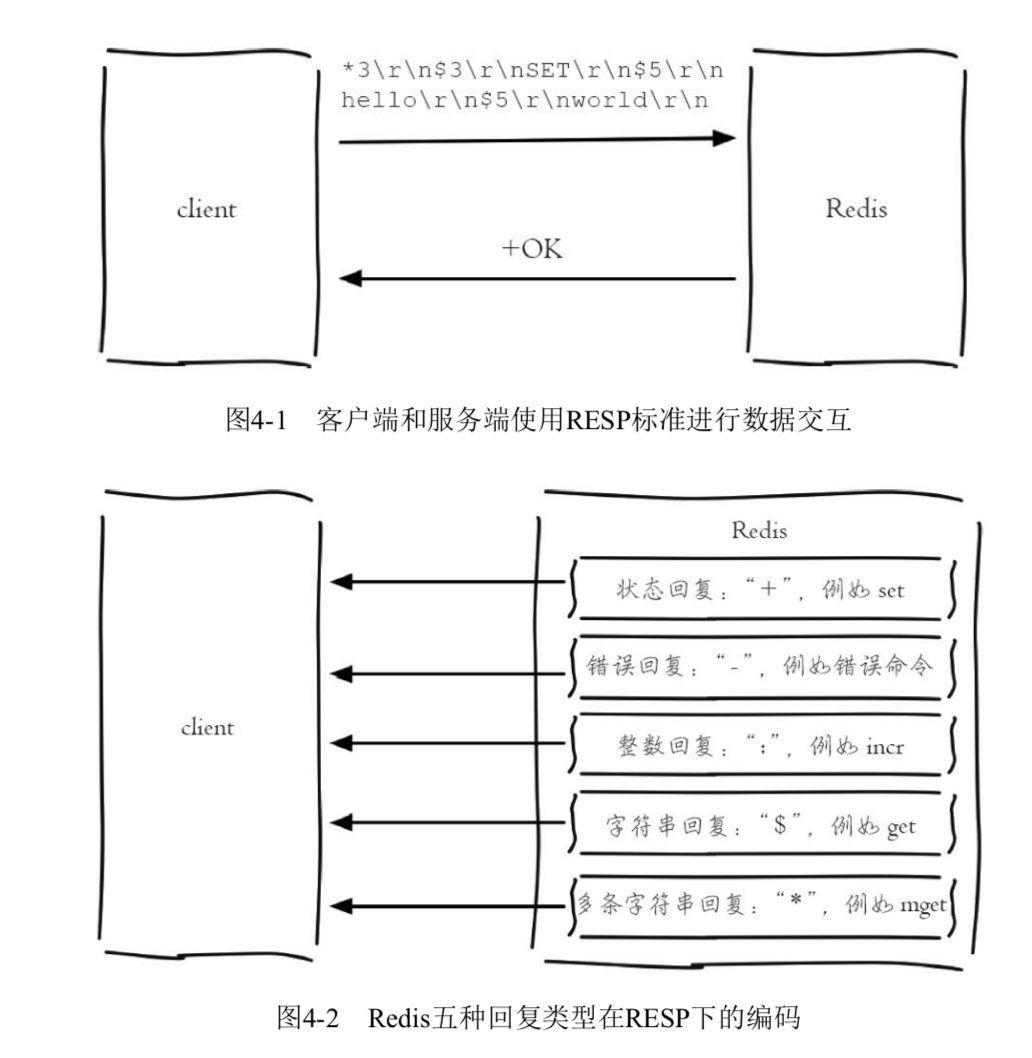 *3\r\n$3\r\nSET\r\n$5\r\n
hello\r\n$5\r\nworld\r\n
client
Redis
+OK
图4-1 客户端和服务端使用RESP标准进行数据交互
Redis
状态回复：“+”，例如 set
错误回复：“-”，例如错误命令
整数回复：“:”，例如 incr
client
字符串回复：“$”，例如 get
多条字符串回复：“*”，例如 mget
图4-2 Redis五种回复类型在RESP下的编码